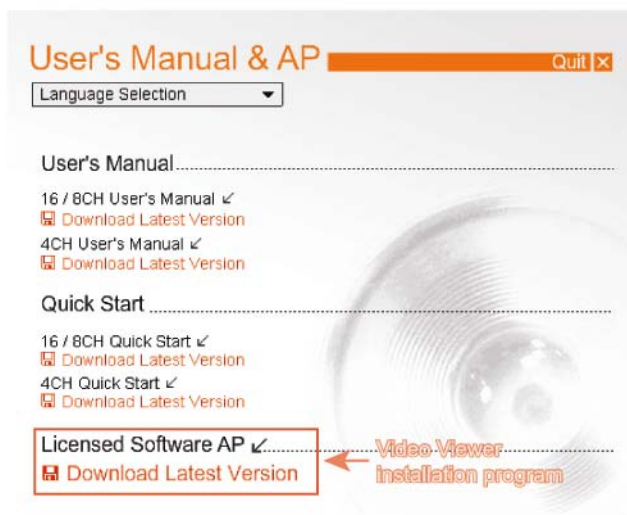 User's Manual & AP
Quit
Language Selection
User's Manual
16 / 8CH User's Manual ↙
Download Latest Version
4CH User's Manual ↙
Download Latest Version
Quick Start
16 / 8CH Quick Start ↙
Download Latest Version
4CH Quick Start ↙
Download Latest Version
Licensed Software AP ↙
Download Latest Version
Video Viewer
installation program